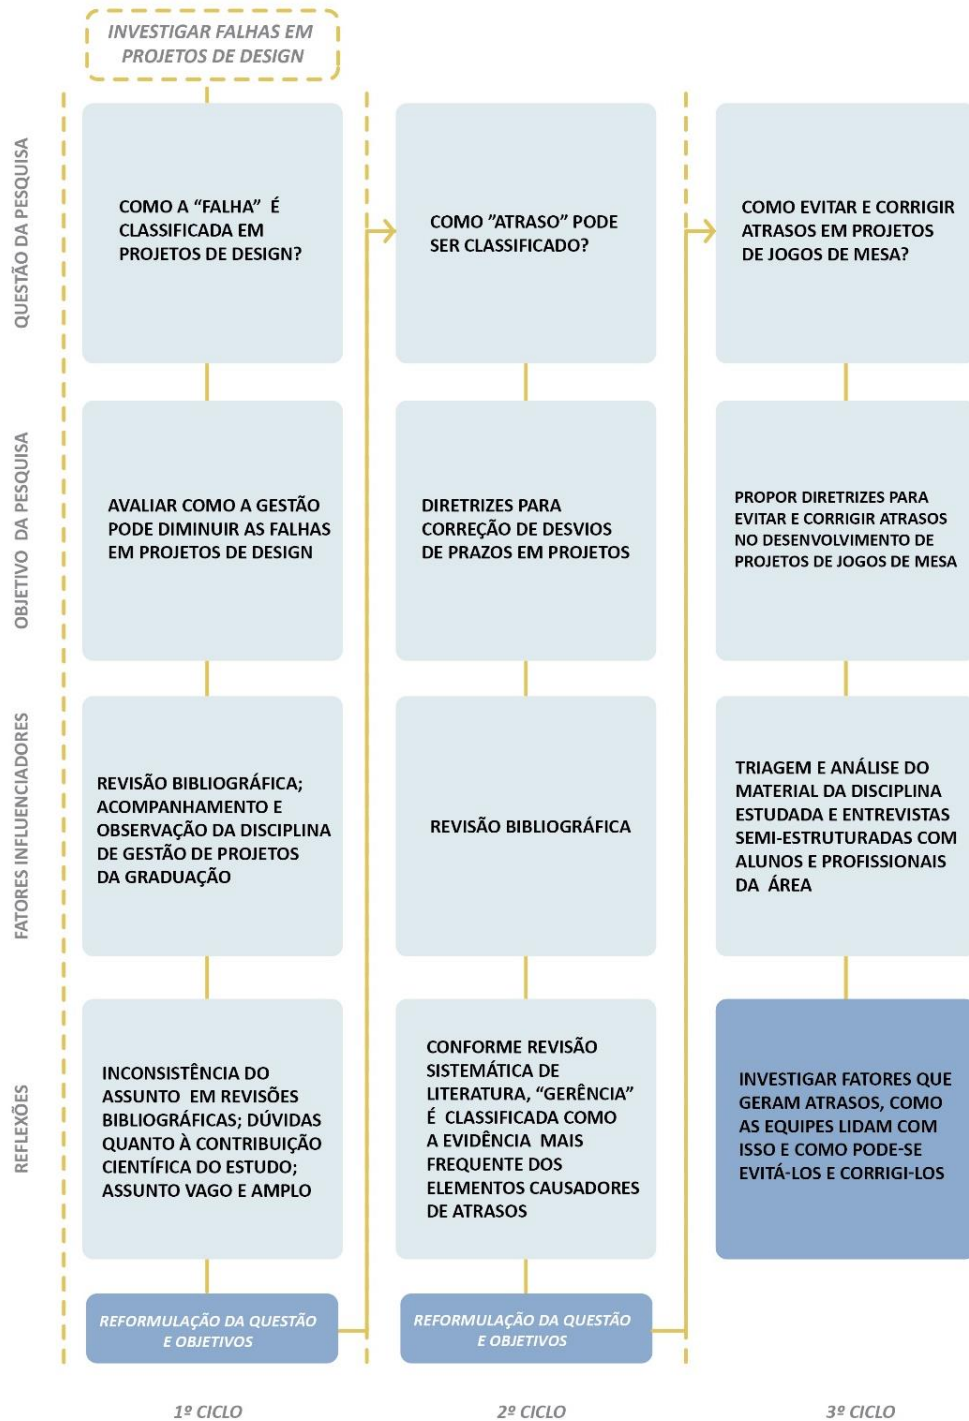 INVESTIGAR FALHAS EM
PROJETOS DE DESIGN
QUESTÃO DA PESQUISA
COMO A “FALHA” É
CLASSIFICADA EM
PROJETOS DE DESIGN?
COMO ”ATRASO” PODE
SER CLASSIFICADO?
COMO EVITAR E CORRIGIR
ATRASOS EM PROJETOS
DE JOGOS DE MESA?
OBJETIVO DA PESQUISA
AVALIAR COMO A GESTÃO
PODE DIMINUIR AS FALHAS
EM PROJETOS DE DESIGN
DIRETRIZES PARA
CORREÇÃO DE DESVIOS
DE PRAZOS EM PROJETOS
PROPOR DIRETRIZES PARA
EVITAR E CORRIGIR ATRASOS
NO DESENVOLVIMENTO DE
PROJETOS DE JOGOS DE MESA
FATORES INFLUENCIADORES
REVISÃO BIBLIOGRÁFICA;
ACOMPANHAMENTO E
OBSERVAÇÃO DA DISCIPLINA
DE GESTÃO DE PROJETOS
DA GRADUAÇÃO
REVISÃO BIBLIOGRÁFICA
TRIAGEM E ANÁLISE DO
MATERIAL DA DISCIPLINA
ESTUDADA E ENTREVISTAS
SEMI-ESTRUTURADAS COM
ALUNOS E PROFISSIONAIS
DA ÁREA
REFLEXÕES
INCONSISTÊNCIA DO
ASSUNTO EM REVISÕES
BIBLIOGRÁFICAS; DÚVIDAS
QUANTO À CONTRIBUIÇÃO
CIENTÍFICA DO ESTUDO;
ASSUNTO VAGO E AMPLO
CONFORME REVISÃO
SISTEMÁTICA DE
LITERATURA, “GERÊNCIA”
É CLASSIFICADA COMO
A EVIDÊNCIA MAIS
FREQUENTE DOS
ELEMENTOS CAUSADORES
DE ATRASOS
INVESTIGAR FATORES QUE
GERAM ATRASOS, COMO
AS EQUIPES LIDAM COM
ISSO E COMO PODE-SE
EVITÁ-LOS E CORRIGI-LOS
REFORMULAÇÃO DA QUESTÃO
E OBJETIVOS
REFORMULAÇÃO DA QUESTÃO
E OBJETIVOS
1º CICLO
2º CICLO
3º CICLO